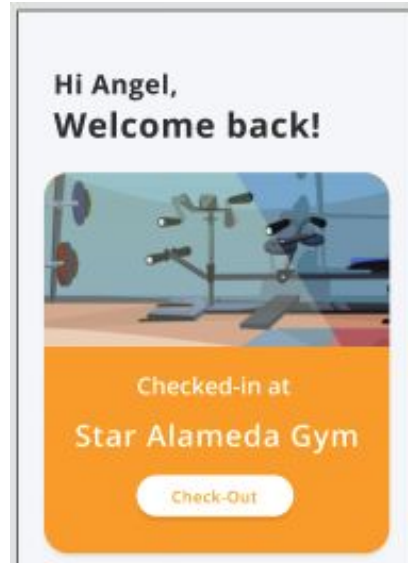 Hi Angel,
Welcome back!
Checked-in at
Star Alameda Gym
Check-Out